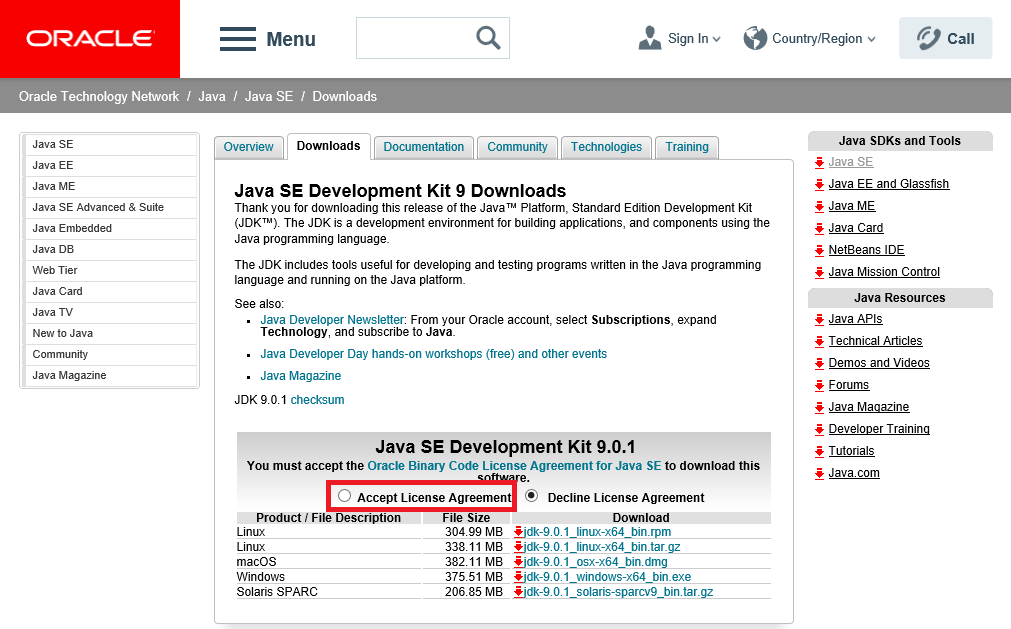 ORACLE
Menu
Sign In
Country/Region
Call
Oracle Technology Network / Java / Java SE / Downloads
Java SE
Java EE
Java ME
Java SE Advanced & Suite
Java Embedded
Java DB
Web Tier
Java Card
Java TV
New to Java
Community
Java Magazine
Overview
Downloads
Documentation
Community
Technologies
Training
Java SE Development Kit 9 Downloads
Thank you for downloading this release of the Java™ Platform, Standard Edition Development Kit
(JDK™). The JDK is a development environment for building applications, and components using the
Java programming language.
The JDK includes tools useful for developing and testing programs written in the Java programming
language and running on the Java platform.
See also:
Java Developer Newsletter: From your Oracle account, select Subscriptions, expand
Technology, and subscribe to Java.
Java Developer Day hands-on workshops (free) and other events
Java Magazine
JDK 9.0.1 checksum
Java SE Development Kit 9.0.1
You must accept the Oracle Binary Code License Agreement for Java SE to download this
software.
Accept License Agreement Decline License Agreement
Product / File Description File Size Download
Linux 304.99 MB jdk-9.0.1_linux-x64_bin.rpm
Linux 338.11 MB jdk-9.0.1_linux-x64_bin.tar.gz
macOS 382.11 MB jdk-9.0.1_osx-x64_bin.dmg
Windows 375.51 MB jdk-9.0.1_windows-x64_bin.exe
Solaris SPARC 206.85 MB jdk-9.0.1_solaris-sparcv9_bin.tar.gz
Java SDKs and Tools
Java SE
Java EE and Glassfish
Java ME
Java Card
NetBeans IDE
Java Mission Control
Java Resources
Java APIs
Technical Articles
Demos and Videos
Forums
Java Magazine
Developer Training
Tutorials
Java.com